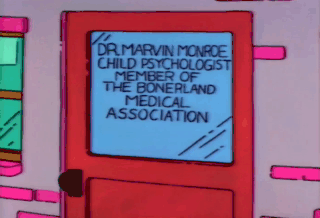 DR. MARVIN MONROE
CHILD PSYCHOLOGIST
MEMBER OF
THE BONERLAND
MEDICAL
ASSOCIATION